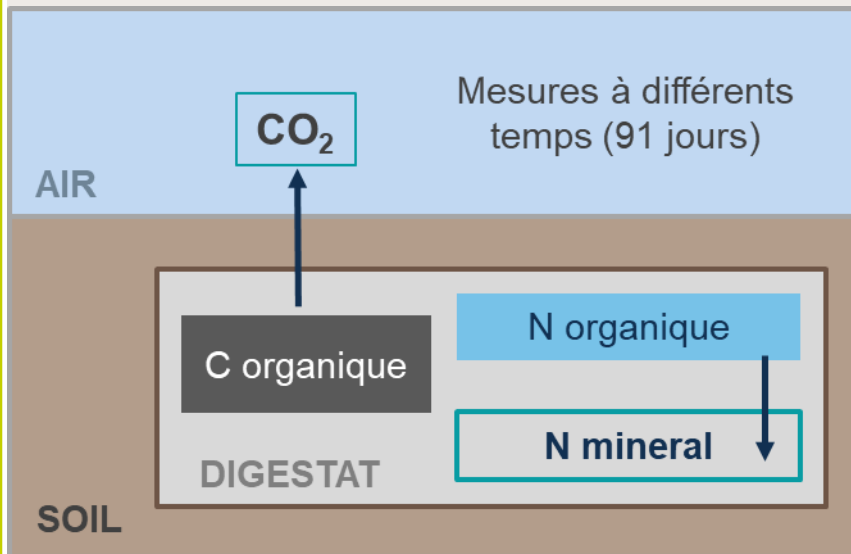 Mesures à différents
temps (91 jours)
CO₂
AIR
N organique
C organique
N mineral
DIGESTAT
SOIL